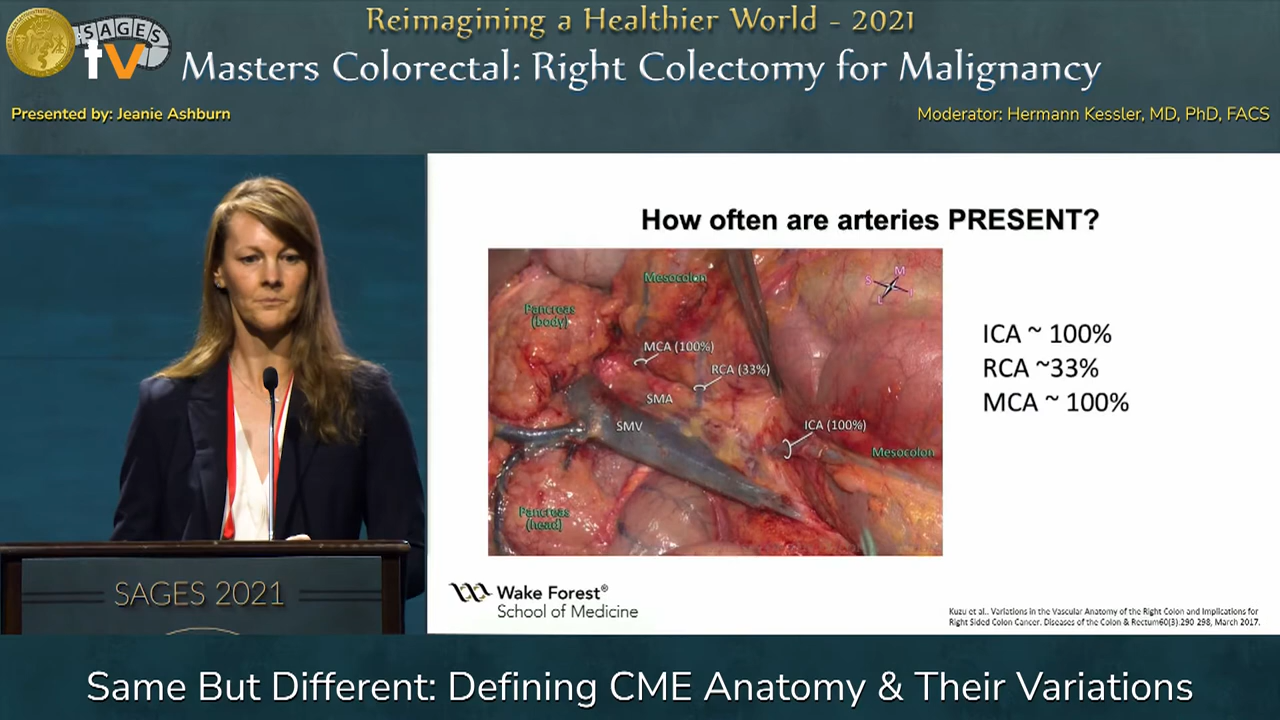 Reimagining a Healthier World - 2021
SAGES
tv
Masters Colorectal: Right Colectomy for Malignancy
Presented by: Jeanie Ashburn
Moderator: Hermann Kessler, MD, PhD, FACS
How often are arteries PRESENT?
Mesocolon
M
S
I
L
Pancreas
(body)
MCA (100%)
RCA (33%)
SMA
SMV
ICA (100%)
Mesocolon
Pancreas
(head)
ICA ~ 100%
RCA ~33%
MCA ~ 100%
Wake Forest®
School of Medicine
Kuzu et al.. Variations in the Vascular Anatomy of the Right Colon and Implications for
Right Sided Colon Cancer. Diseases of the Colon & Rectum60(3):290-298, March 2017.
SAGES 2021
Same But Different: Defining CME Anatomy & Their Variations